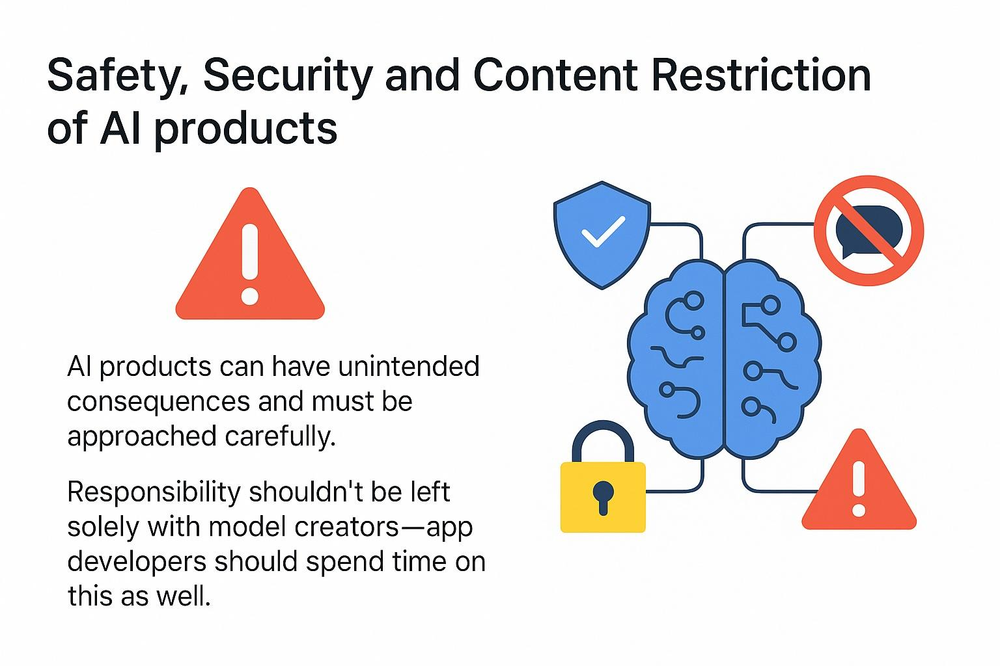 Safety, Security and Content Restriction
of AI products
AI products can have unintended
consequences and must be
approached carefully.
Responsibility shouldn't be left
solely with model creators—app
developers should spend time on
this as well.